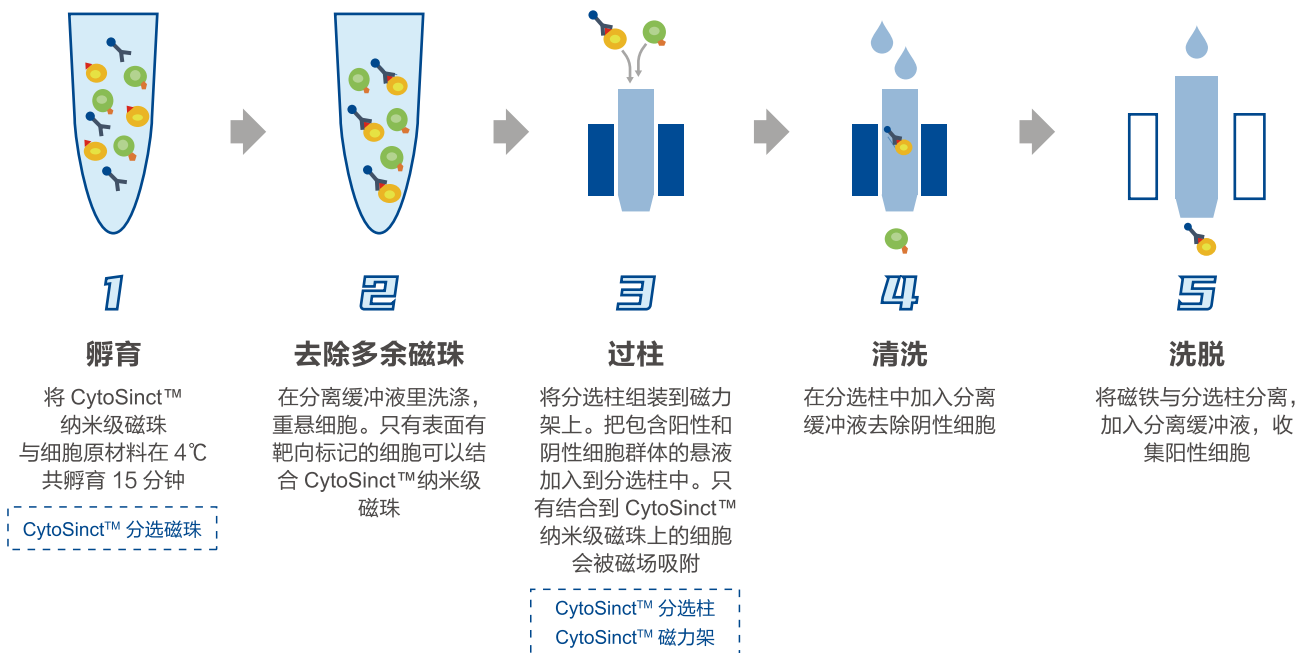 1
孵育
将 CytoSinct™
纳米级磁珠
与细胞原材料在 4℃
共孵育 15 分钟
CytoSinct™ 分选磁珠
2
去除多余磁珠
在分离缓冲液里洗涤，
重悬细胞。只有表面有
靶向标记的细胞可以结
合 CytoSinct™纳米级
磁珠
3
过柱
将分选柱组装到磁力
架上。把包含阳性和
阴性细胞群体的悬液
加入到分选柱中。只
有结合到 CytoSinct™
纳米级磁珠上的细胞
会被磁场吸附
CytoSinct™ 分选柱
CytoSinct™ 磁力架
4
清洗
在分选柱中加入分离
缓冲液去除阴性细胞
5
洗脱
将磁铁与分选柱分离，
加入分离缓冲液，收
集阳性细胞